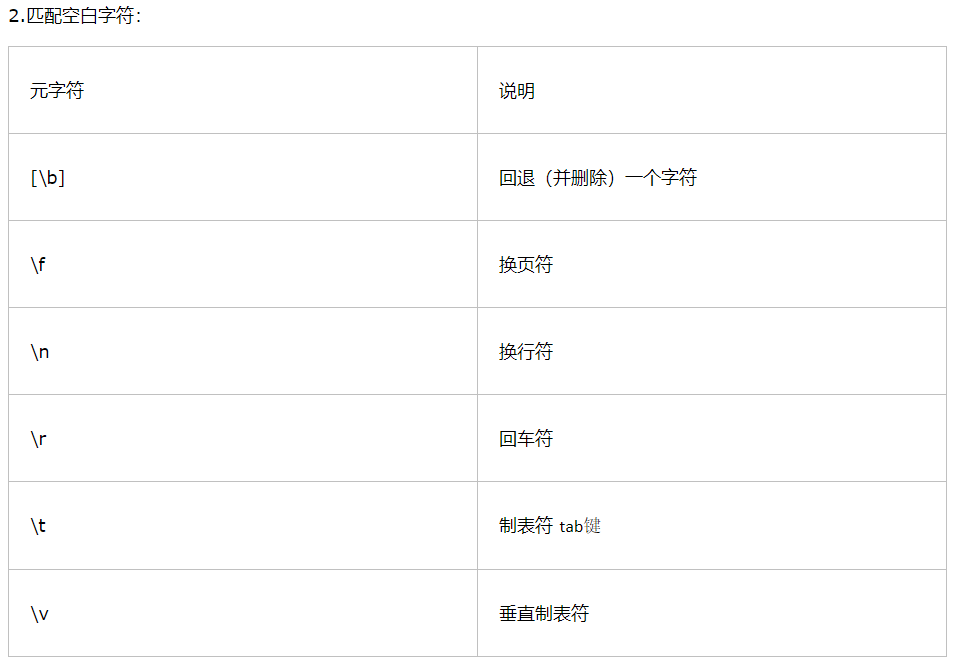 2.匹配空白字符：
元字符 说明
[\b] 回退（并删除）一个字符
\f 换页符
\n 换行符
\r 回车符
\t 制表符 tab键
\v 垂直制表符